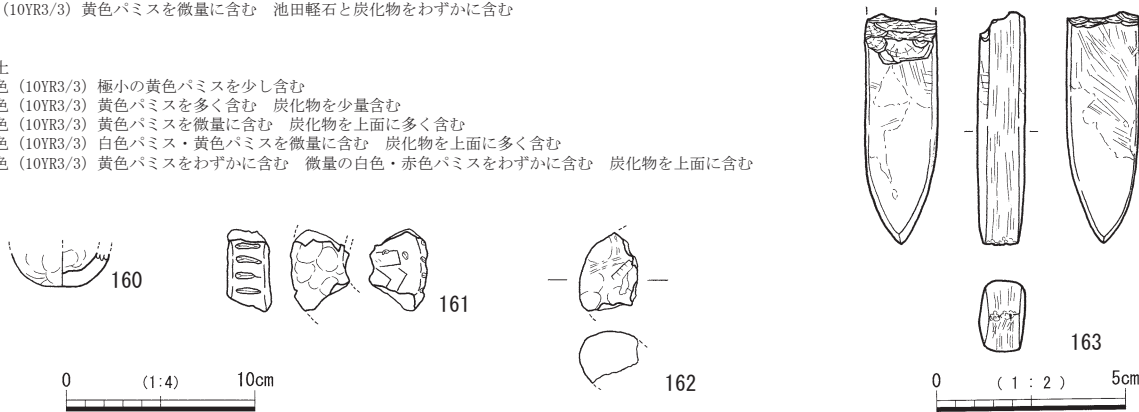 (10YR3/3) 黄色パミスを微量に含む　池田軽石と炭化物をわずかに含む
土
色 (10YR3/3) 極小の黄色パミスを少し含む
色 (10YR3/3) 黄色パミスを多く含む　炭化物を少量含む
色 (10YR3/3) 黄色パミスを微量に含む　炭化物を上面に多く含む
色 (10YR3/3) 白色パミス・黄色パミスを微量に含む　炭化物を上面に多く含む
色 (10YR3/3) 黄色パミスをわずかに含む　微量の白色・赤色パミスをわずかに含む　炭化物を上面に含む
160
161
162
163
0 (1:4) 10cm
0 ( 1 : 2 ) 5cm